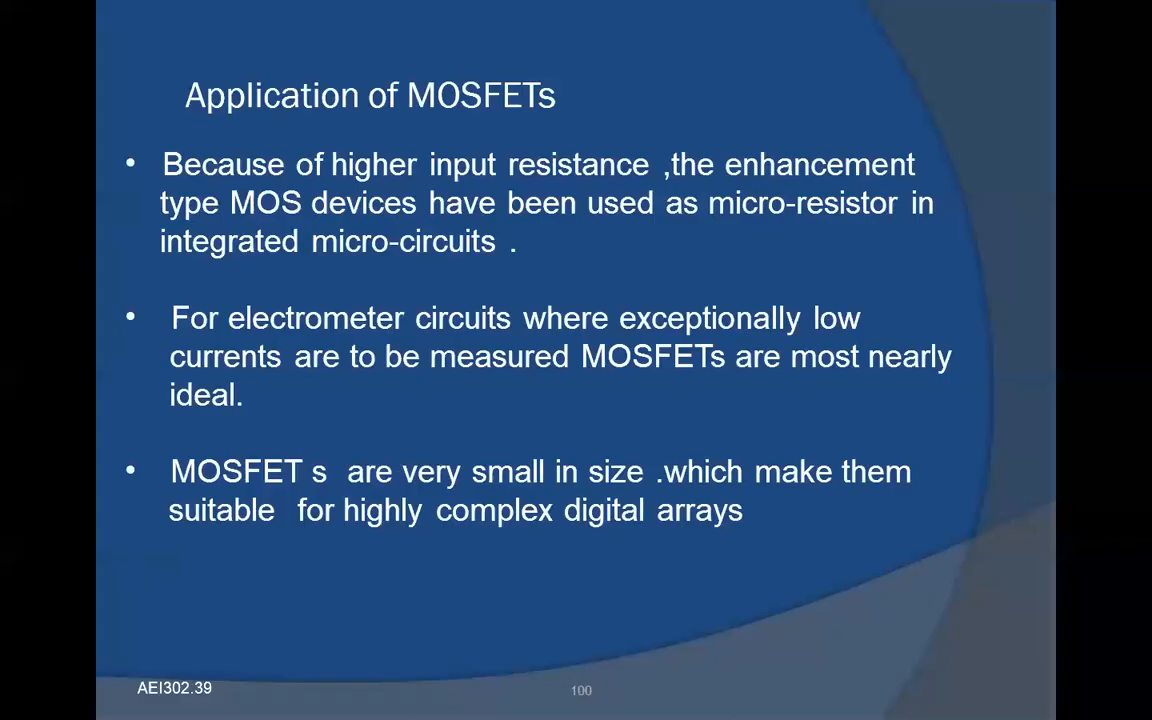 Application of MOSFETs
• Because of higher input resistance ,the enhancement
type MOS devices have been used as micro-resistor in
integrated micro-circuits .
• For electrometer circuits where exceptionally low
currents are to be measured MOSFETs are most nearly
ideal.
• MOSFET s are very small in size .which make them
suitable for highly complex digital arrays
AEI302.39
100